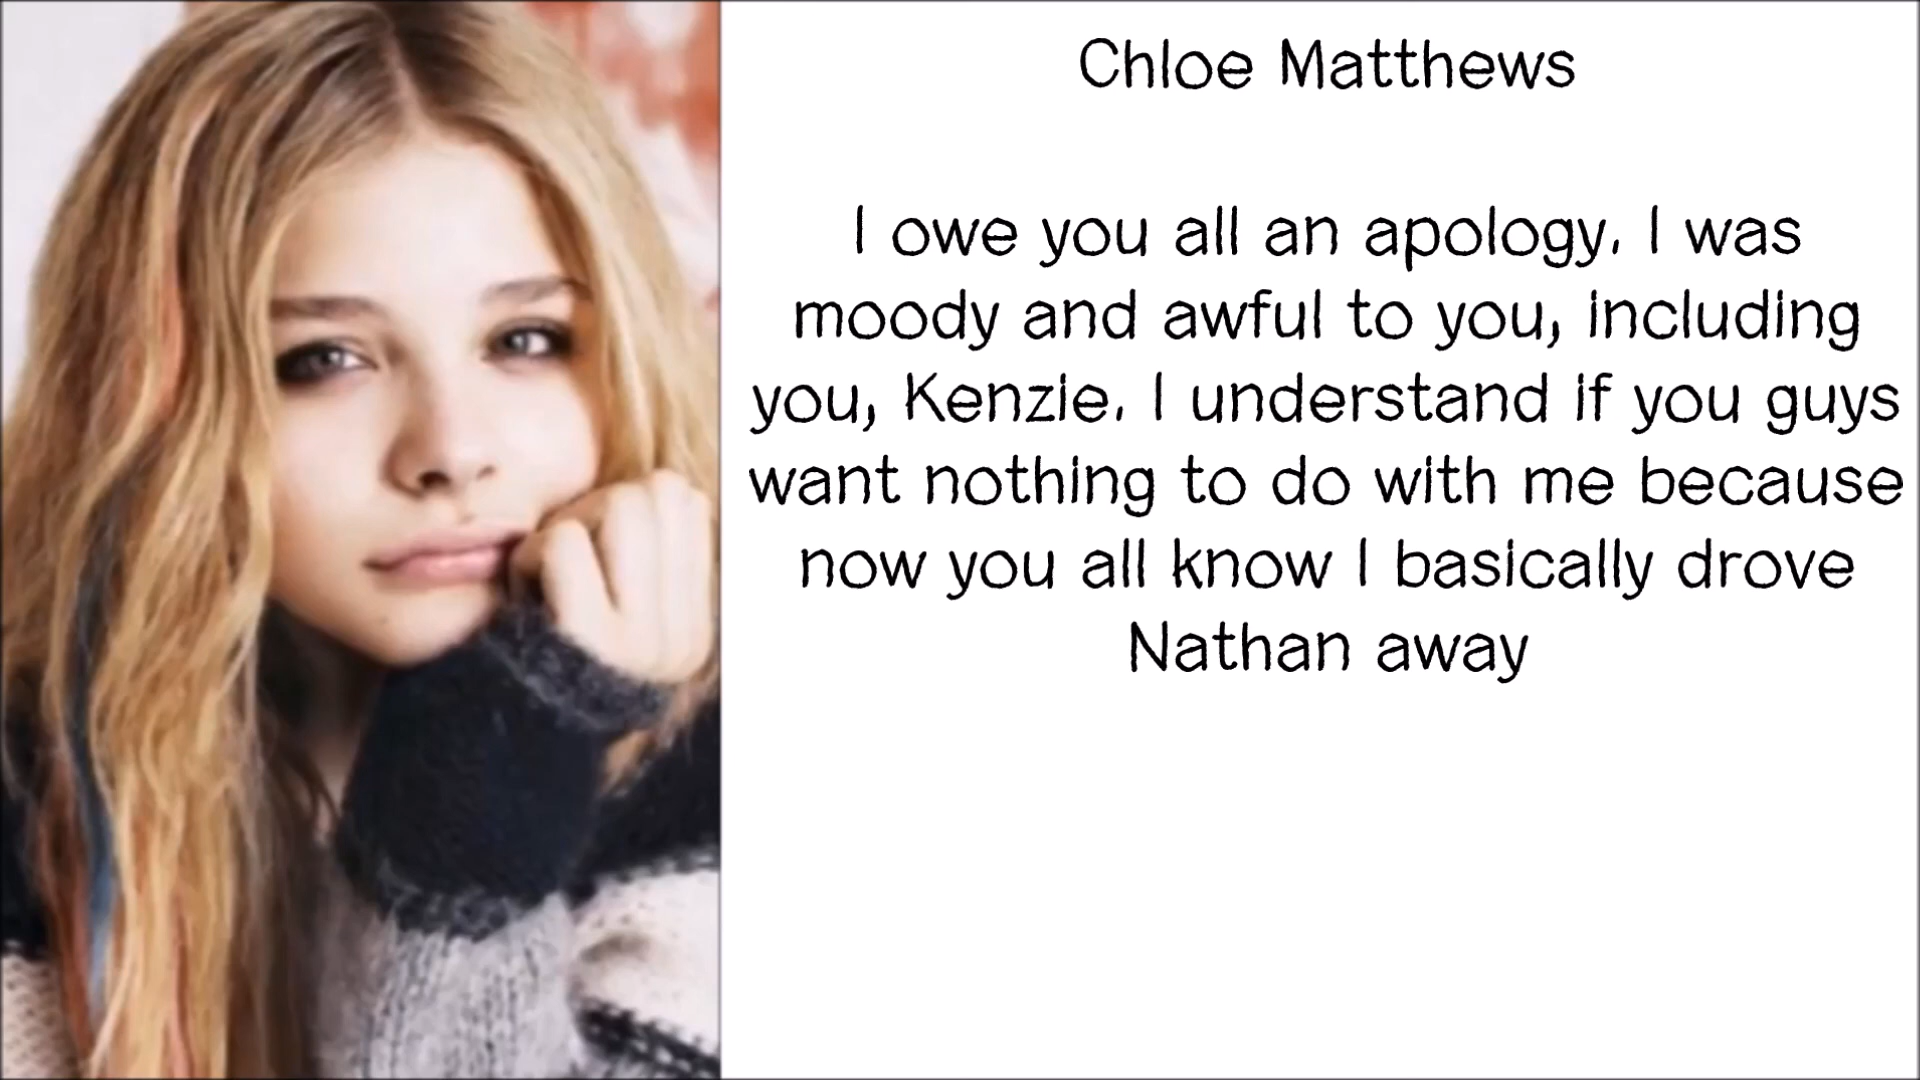 Chloe Matthews
I owe you all an apology. I was
moody and awful to you, including
you, Kenzie. I understand if you guys
want nothing to do with me because
now you all know I basically drove
Nathan away